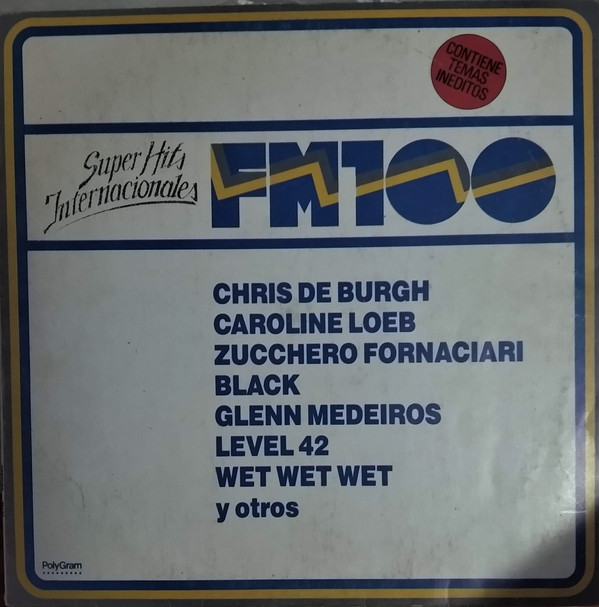 CONTIENE
TEMAS
INEDITOS
Super Hits
Internacionales
FM100
CHRIS DE BURGH
CAROLINE LOEB
ZUCCHERO FORNACIARI
BLACK
GLENN MEDEIROS
LEVEL 42
WET WET WET
y otros
PolyGram